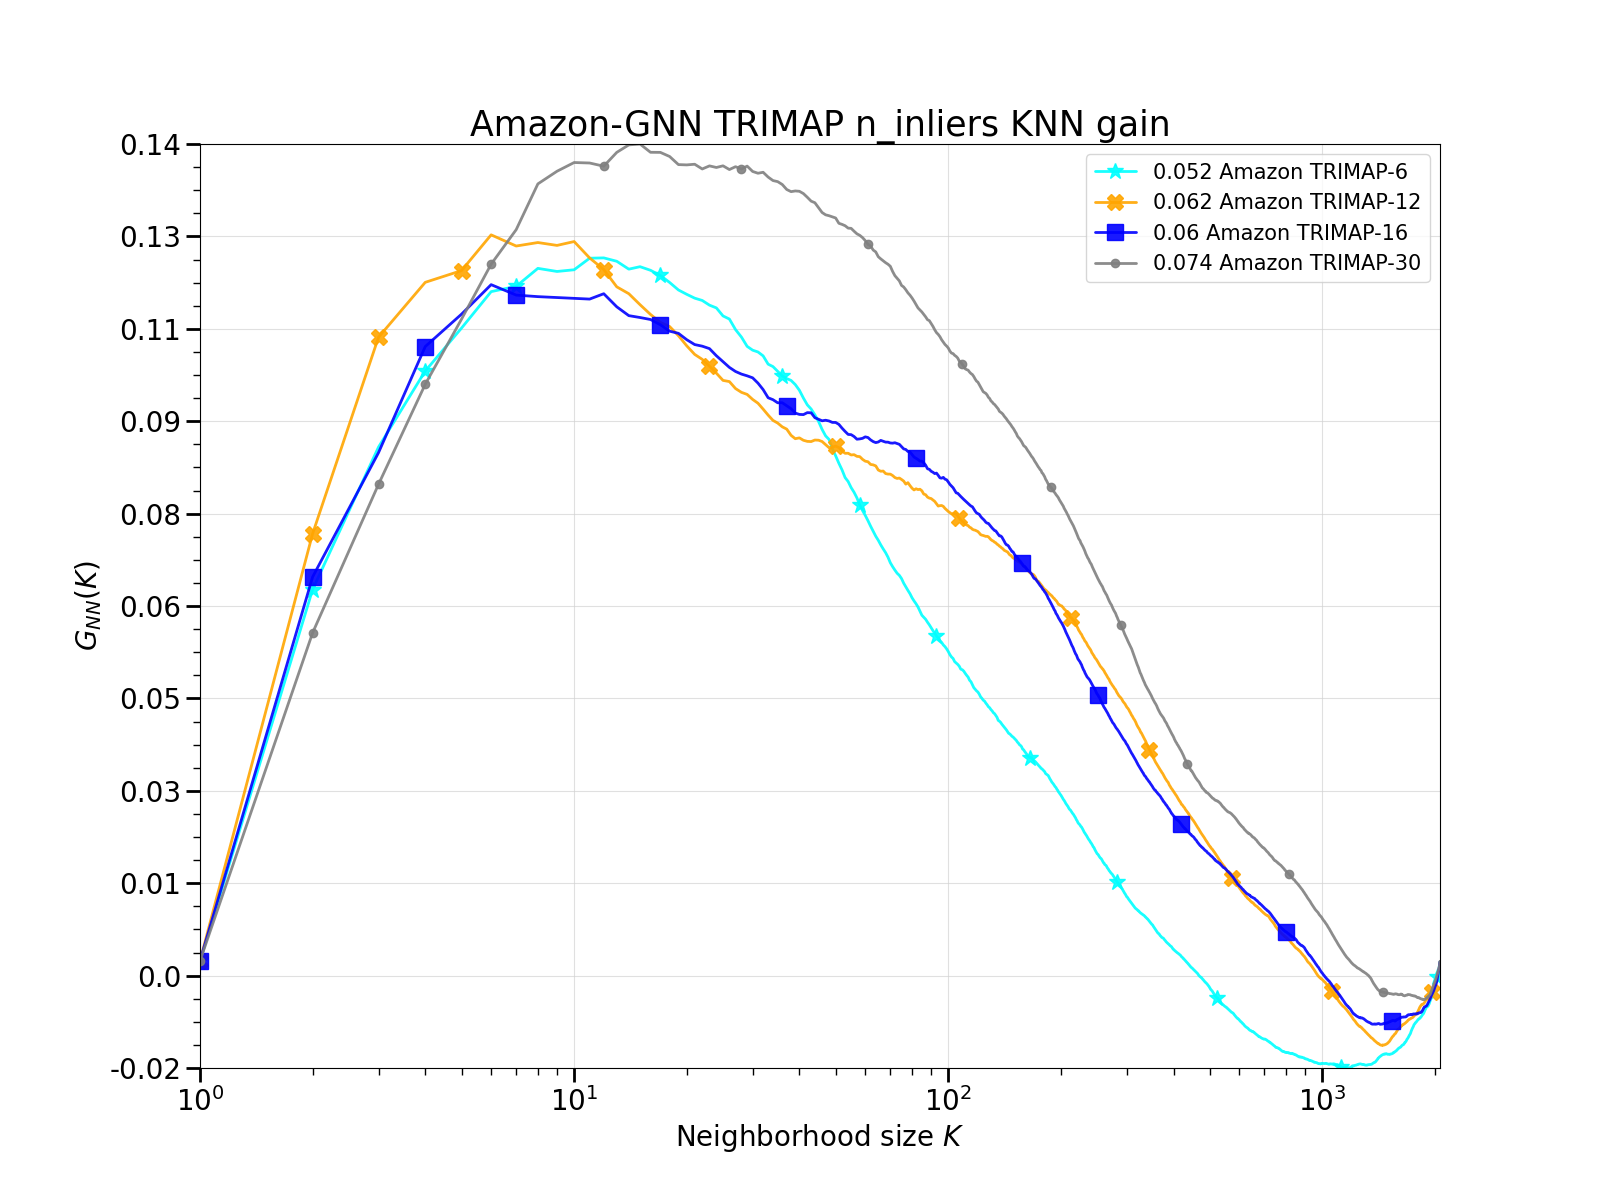 Amazon-GNN TRIMAP n_inliers KNN gain
0.052 Amazon TRIMAP-6
0.062 Amazon TRIMAP-12
0.06 Amazon TRIMAP-16
0.074 Amazon TRIMAP-30
0.14
0.13
0.11
0.09
0.08
0.06
0.05
0.03
0.01
0.0
-0.02
G_{NN}(K)
10^0 10^1 10^2 10^3
Neighborhood size K